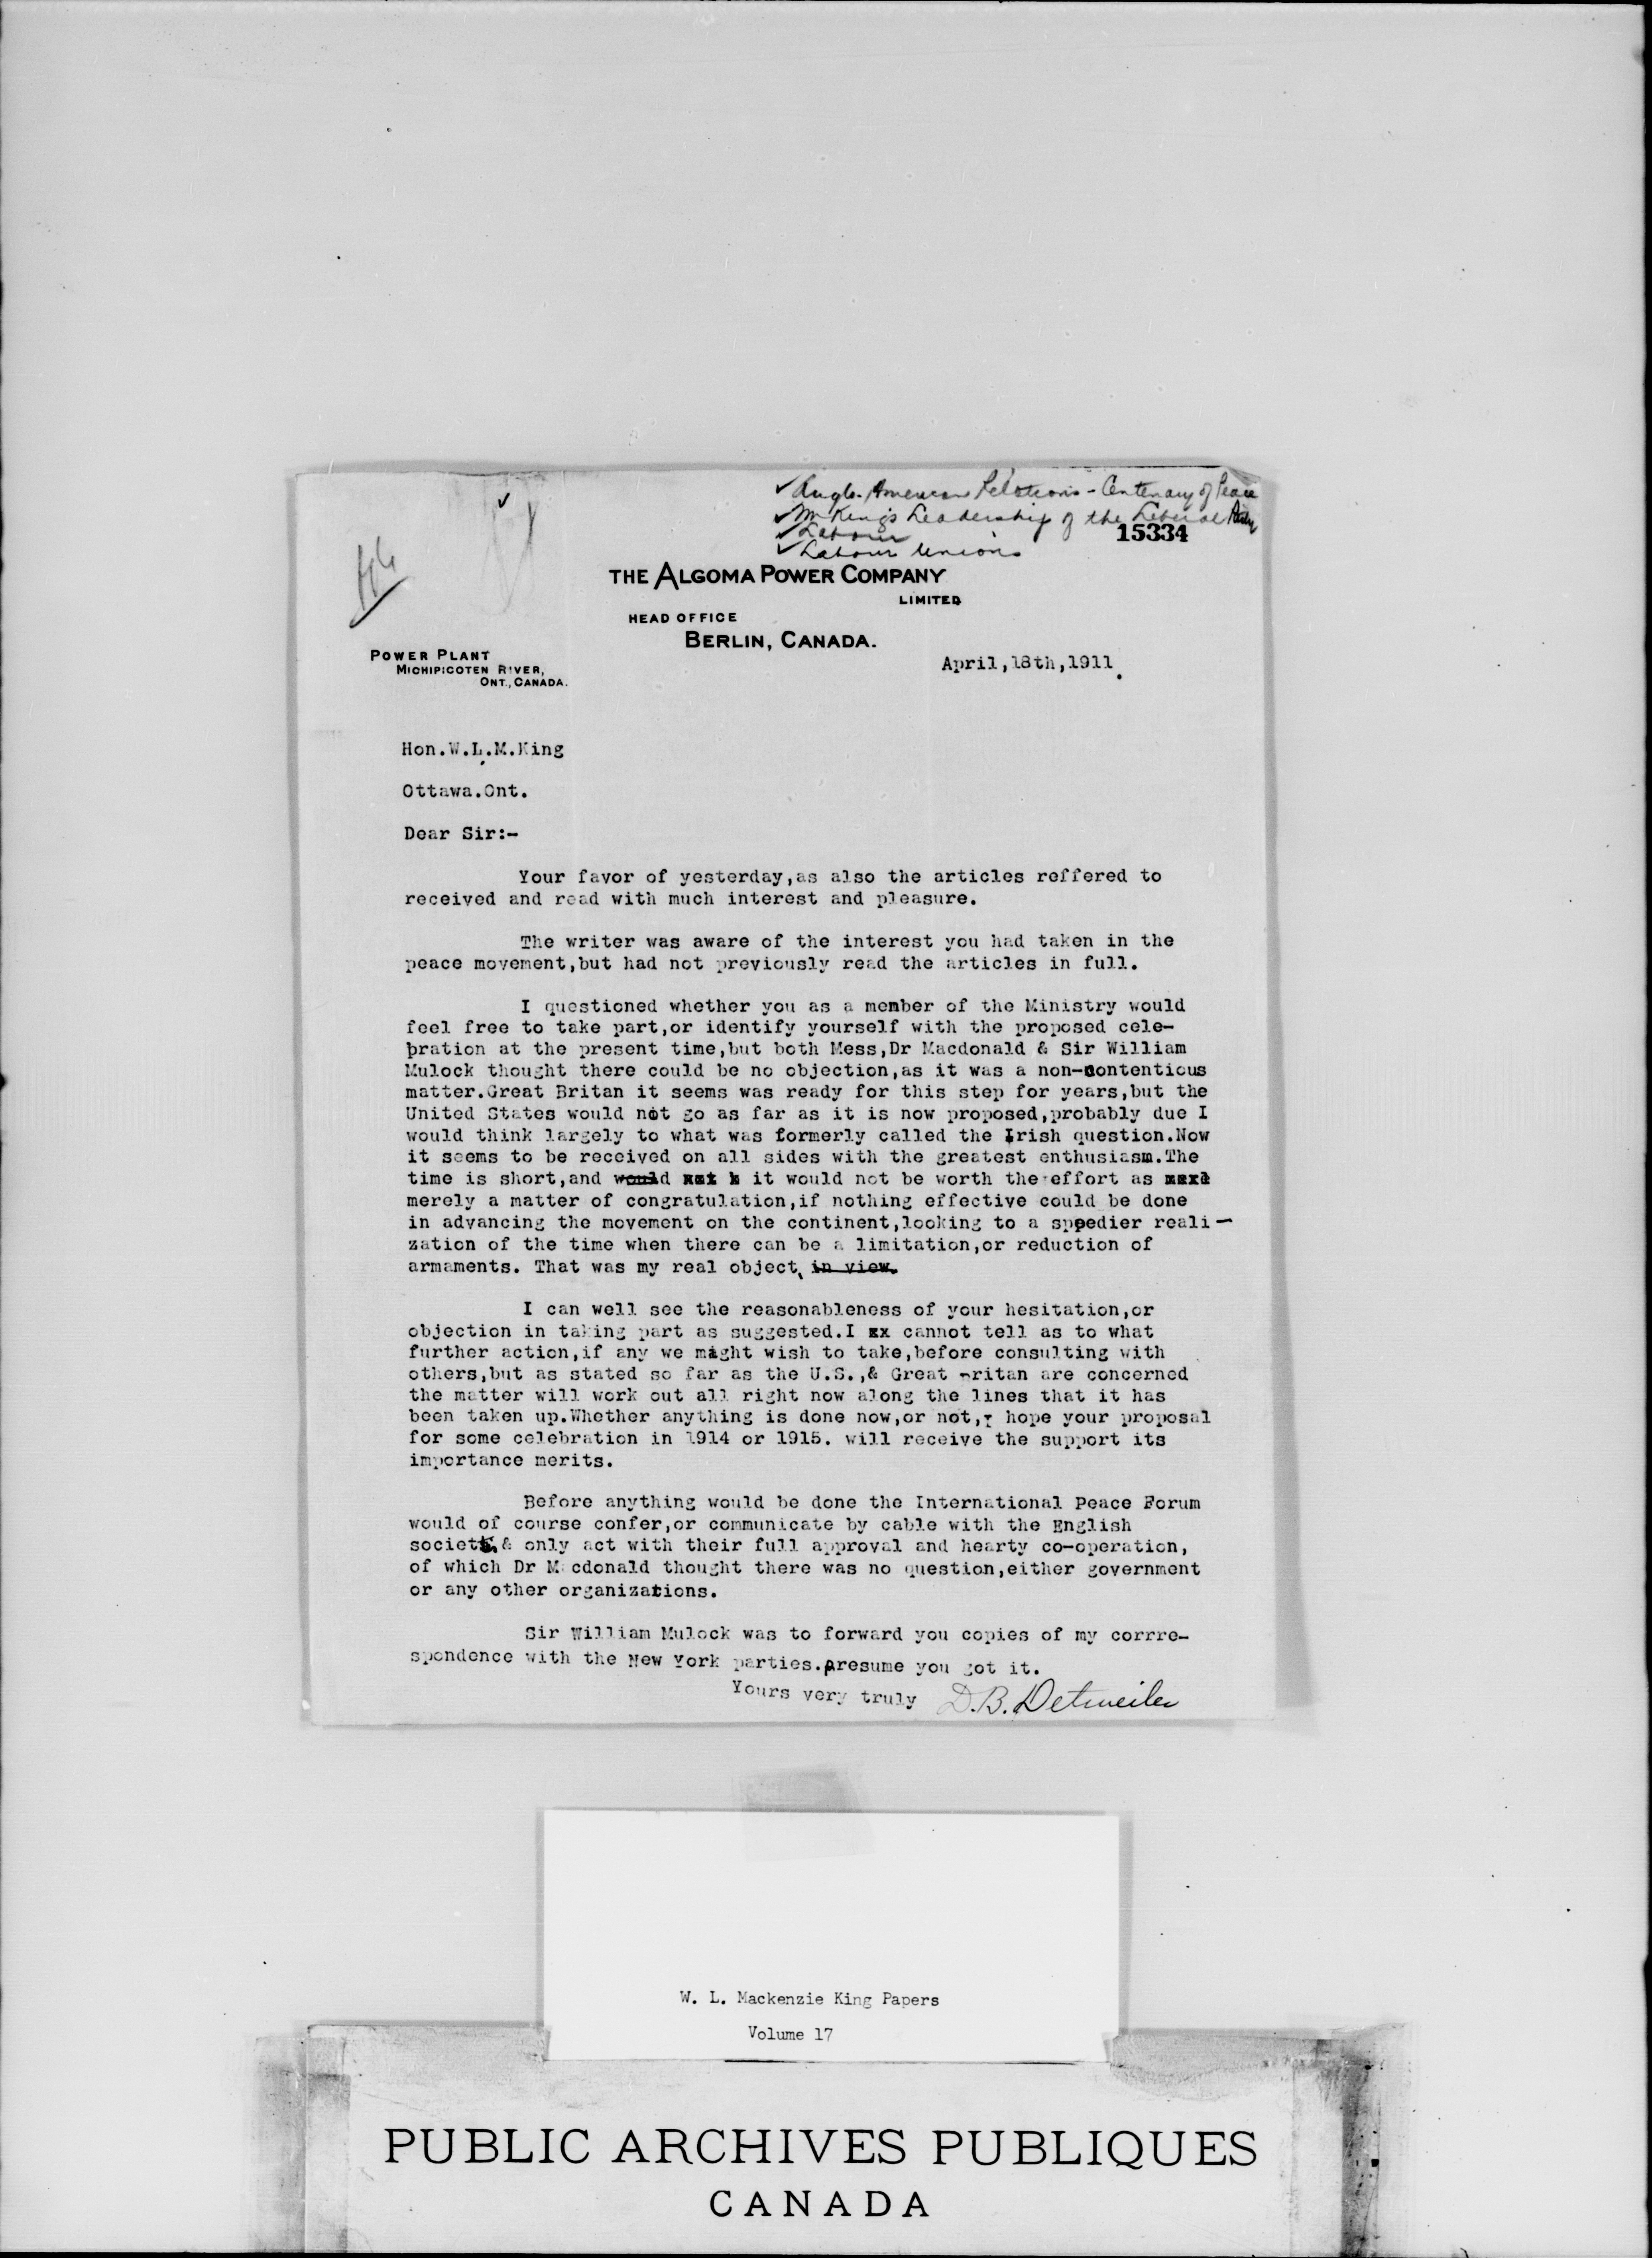 ✓ Anglo-American Relations - Centenary of Peace
✓ Mr King's Leadership of the Liberal Party
✓ Labour
✓ Labour Unions
15334
THE ALGOMA POWER COMPANY
LIMITED
HEAD OFFICE
BERLIN, CANADA.
POWER PLANT
MICHIPICOTEN RIVER,
ONT., CANADA.
April,18th,1911.
Hon.W.L.M.King
Ottawa.Ont.
Dear Sir:-
Your favor of yesterday,as also the articles reffered to
received and read with much interest and pleasure.
The writer was aware of the interest you had taken in the
peace movement,but had not previously read the articles in full.
I questioned whether you as a member of the Ministry would
feel free to take part,or identify yourself with the proposed cele-
bration at the present time,but both Mess,Dr Macdonald & Sir William
Mulock thought there could be no objection,as it was a non-contentious
matter.Great Britan it seems was ready for this step for years,but the
United States would not go as far as it is now proposed,probably due I
would think largely to what was formerly called the Irish question.Now
it seems to be received on all sides with the greatest enthusiasm.The
time is short,and would not b it would not be worth the effort as
merely a matter of congratulation,if nothing effective could be done
in advancing the movement on the continent,looking to a speedier reali-
zation of the time when there can be a limitation,or reduction of
armaments. That was my real object, in view.
I can well see the reasonableness of your hesitation,or
objection in taking part as suggested.I xx cannot tell as to what
further action,if any we might wish to take,before consulting with
others,but as stated so far as the U.S.,& Great -ritan are concerned
the matter will work out all right now along the lines that it has
been taken up.Whether anything is done now,or not,I hope your proposal
for some celebration in 1914 or 1915. will receive the support its
importance merits.
Before anything would be done the International Peace Forum
would of course confer,or communicate by cable with the English
society,& only act with their full approval and hearty co-operation,
of which Dr Macdonald thought there was no question,either government
or any other organizations.
Sir William Mulock was to forward you copies of my corrre-
spondence with the New York parties.presume you got it.
Yours very truly D.B.Detweiler
W. L. Mackenzie King Papers
Volume 17
PUBLIC ARCHIVES PUBLIQUES
CANADA